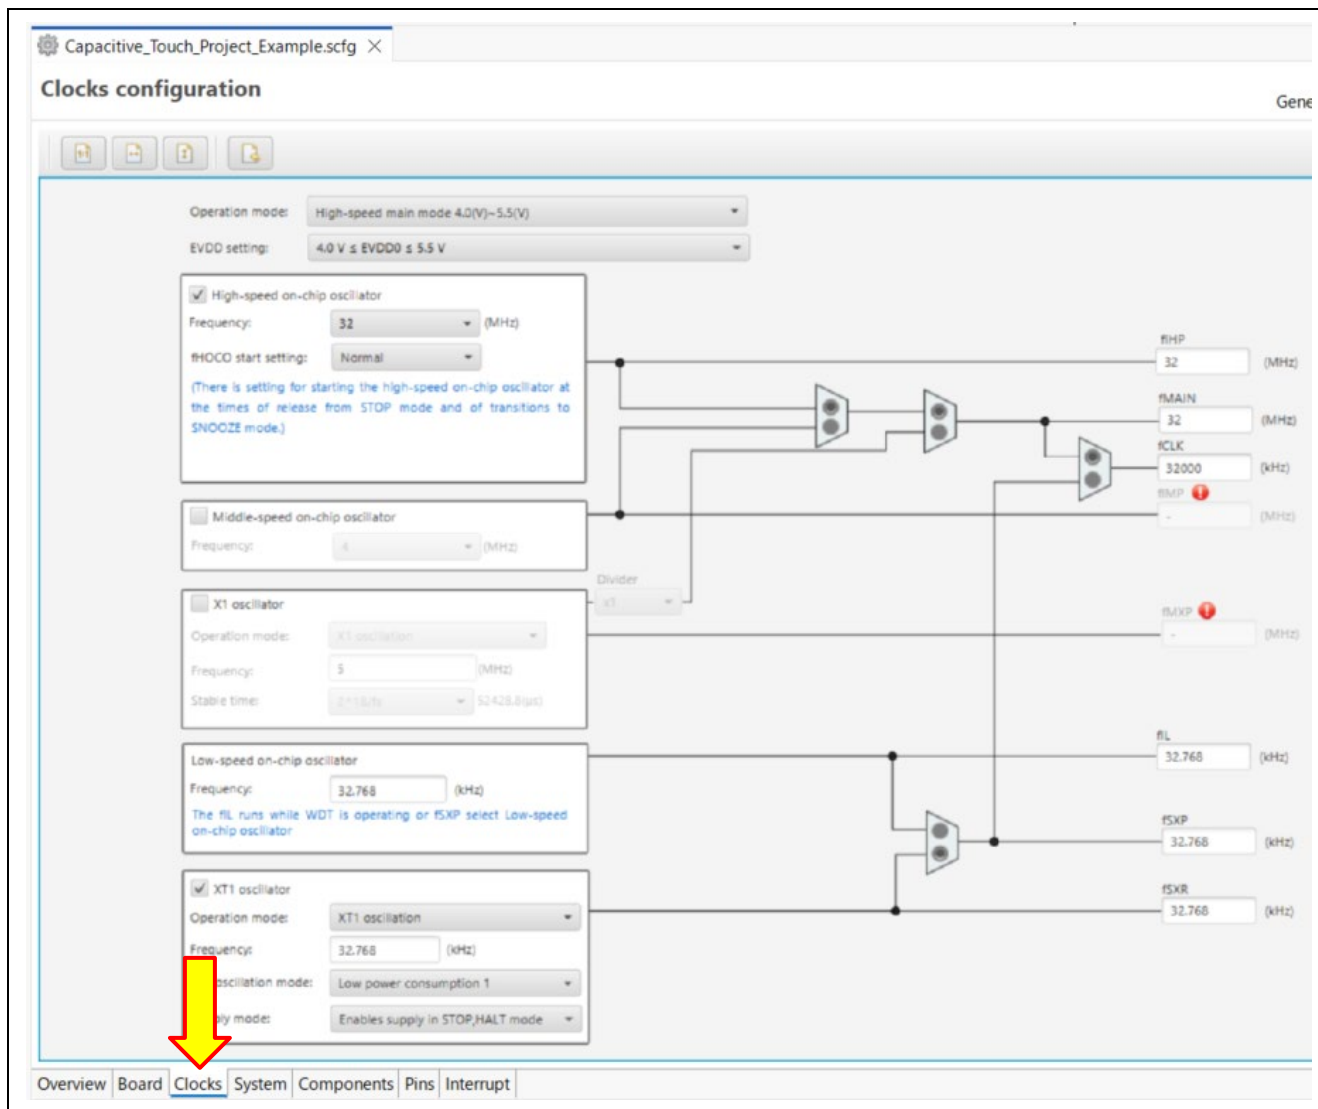 Capacitive_Touch_Project_Example.scfg
Clocks configuration
Gene
Operation mode: High-speed main mode 4.0(V)~5.5(V)
EVDD setting: 4.0 V ≤ EVDD0 ≤ 5.5 V
High-speed on-chip oscillator
Frequency: 32 (MHz)
fHOCO start setting: Normal
(There is setting for starting the high-speed on-chip oscillator at
the times of release from STOP mode and of transitions to
SNOOZE mode.)
fIHP
32 (MHz)
fMAIN
32 (MHz)
fCLK
32000 (kHz)
fIMP
- (MHz)
Middle-speed on-chip oscillator
Frequency: 4 (MHz)
Divider
x1
X1 oscillator
Operation mode: X1 oscillation
Frequency: 5 (MHz)
Stable time: 2^18/fx 52428.8(μs)
fMXP
- (MHz)
Low-speed on-chip oscillator
Frequency: 32.768 (kHz)
The fIL runs while WDT is operating or fSXP select Low-speed
on-chip oscillator
fIL
32.768 (kHz)
fSXP
32.768 (kHz)
fSXR
32.768 (kHz)
XT1 oscillator
Operation mode: XT1 oscillation
Frequency: 32.768 (kHz)
oscillation mode: Low power consumption 1
ply mode: Enables supply in STOP,HALT mode
Overview Board Clocks System Components Pins Interrupt